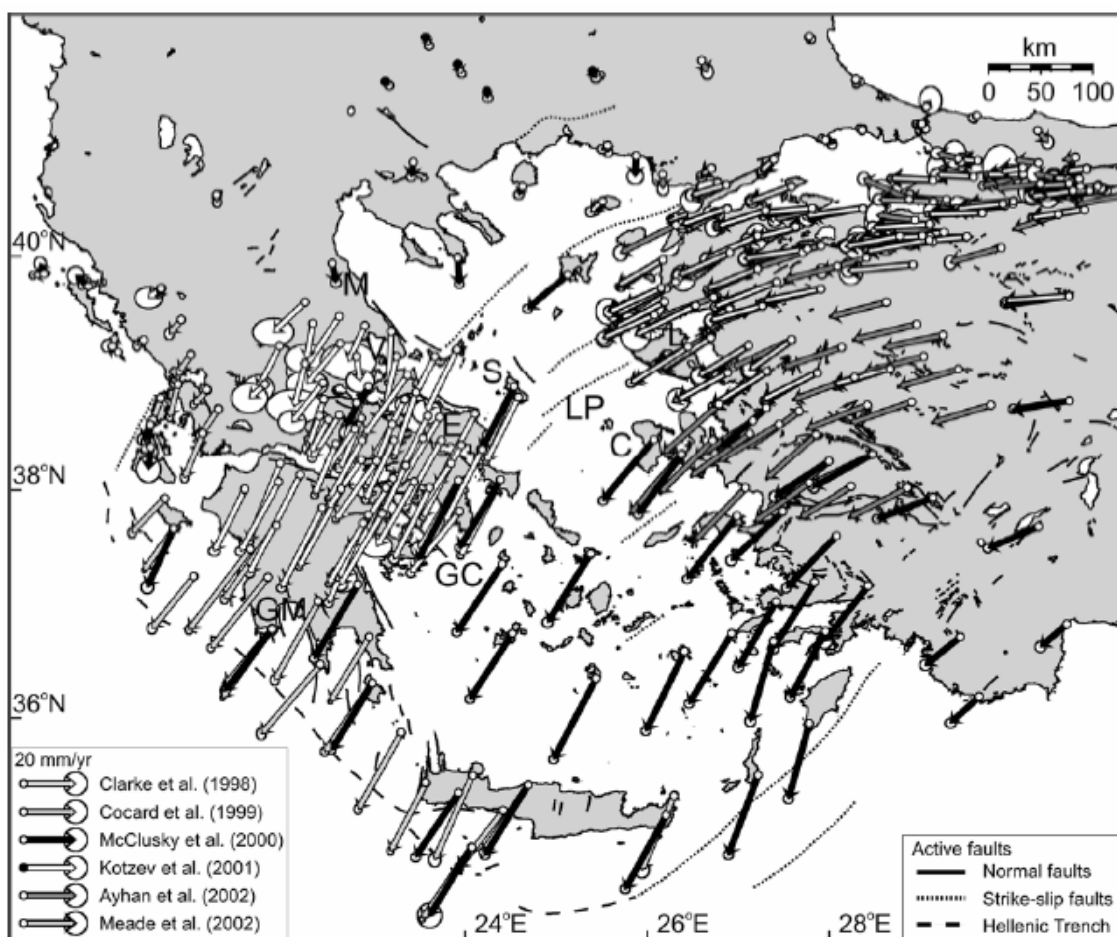 km
0 50 100
40°N
M
L
S
LP
E
C
38°N
GC
GM
36°N
20 mm/yr
Clarke et al. (1998)
Cocard et al. (1999)
McClusky et al. (2000)
Kotzev et al. (2001)
Ayhan et al. (2002)
Meade et al. (2002)
Active faults
Normal faults
Strike-slip faults
Hellenic Trench
24°E
26°E
28°E